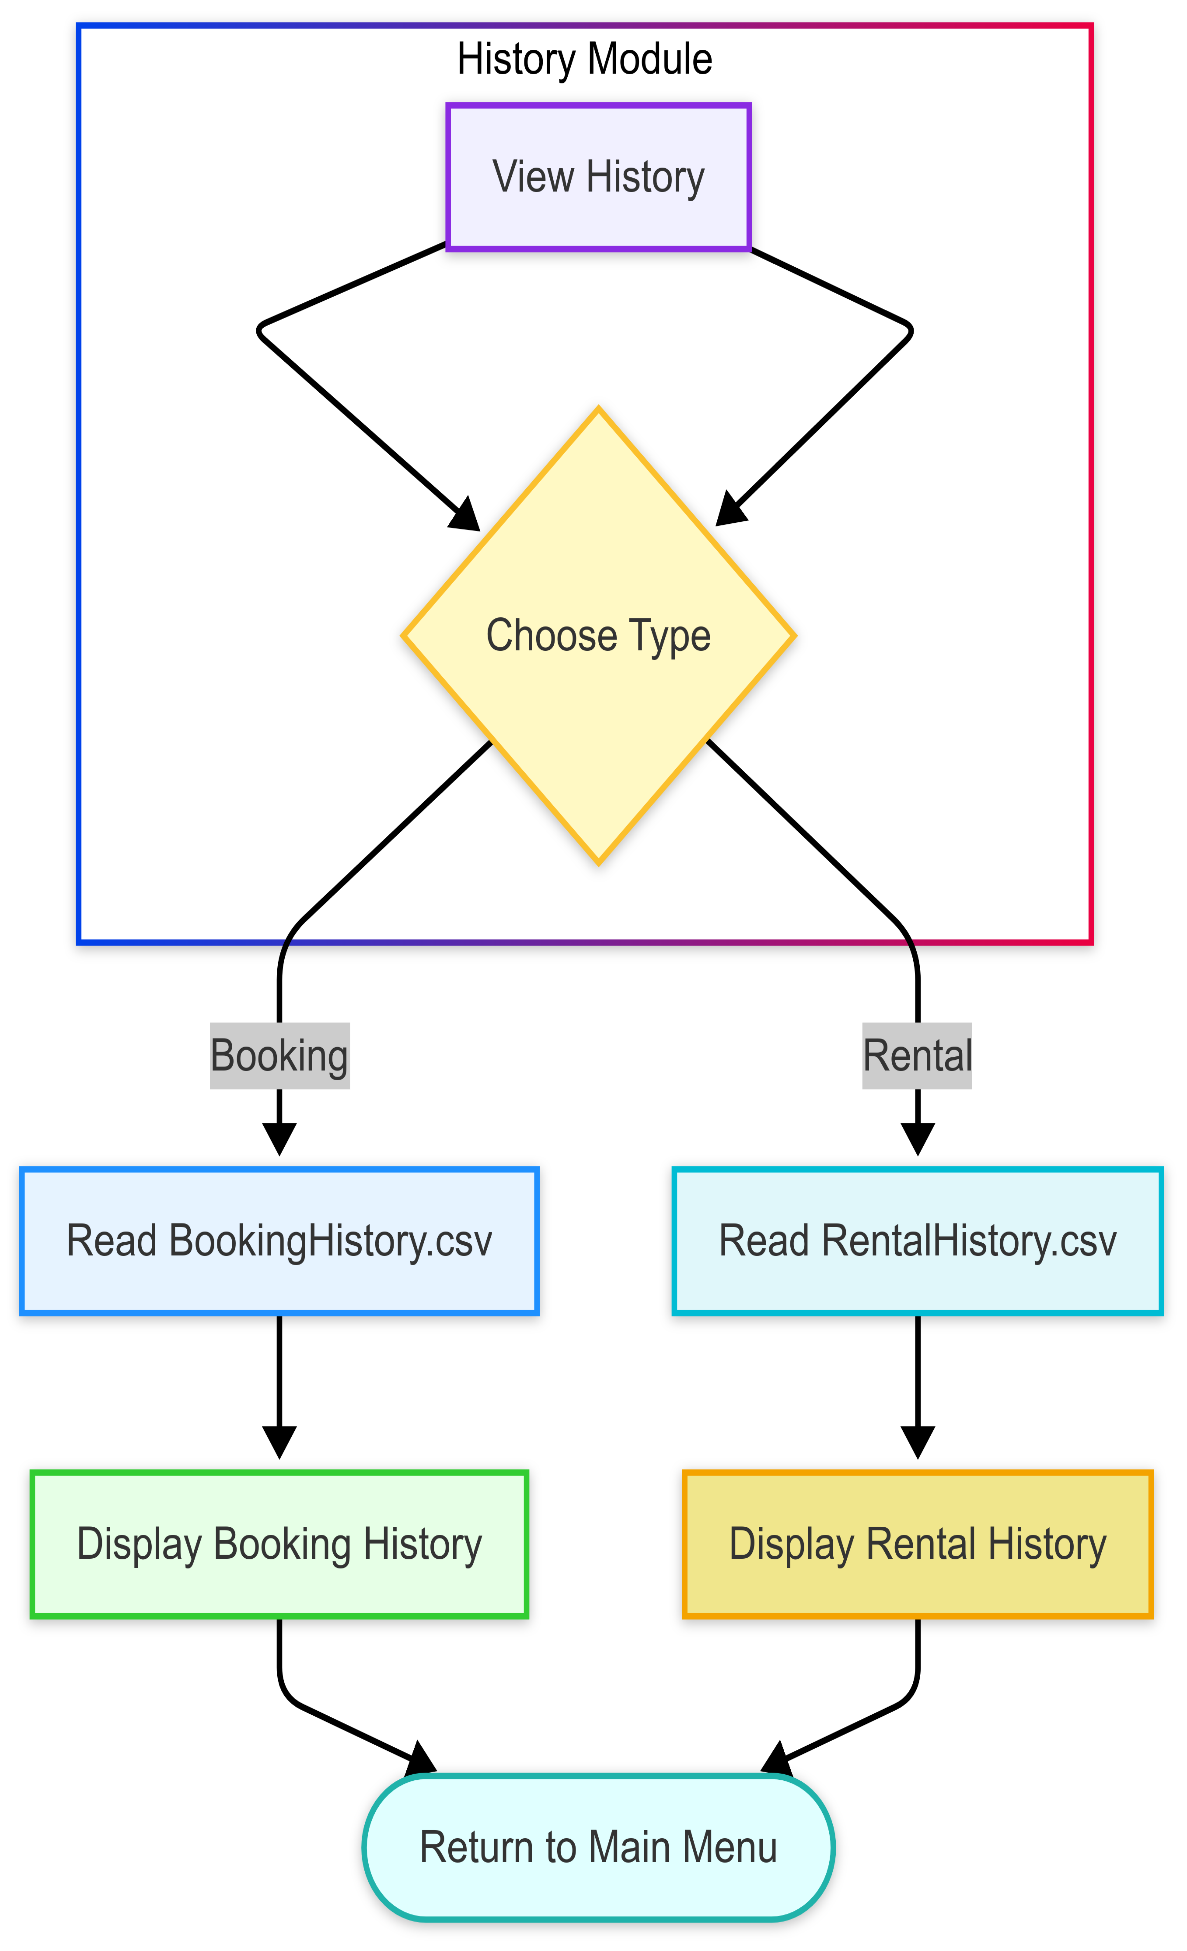 History Module
View History
Choose Type
Booking
Rental
Read BookingHistory.csv
Read RentalHistory.csv
Display Booking History
Display Rental History
Return to Main Menu